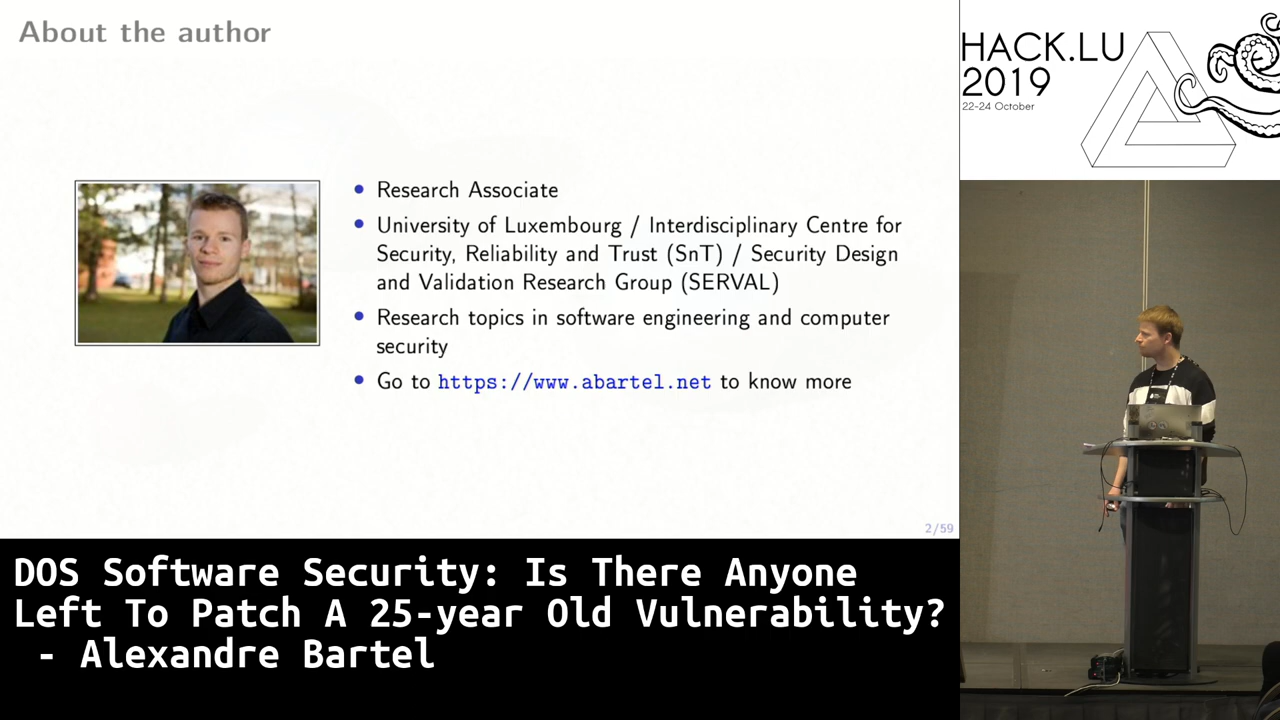 About the author
Research Associate
University of Luxembourg / Interdisciplinary Centre for
Security, Reliability and Trust (SnT) / Security Design
and Validation Research Group (SERVAL)
Research topics in software engineering and computer
security
Go to https://www.abartel.net to know more
2/59
HACK.LU
2019
22-24 October
DOS Software Security: Is There Anyone
Left To Patch A 25-year Old Vulnerability?
- Alexandre Bartel